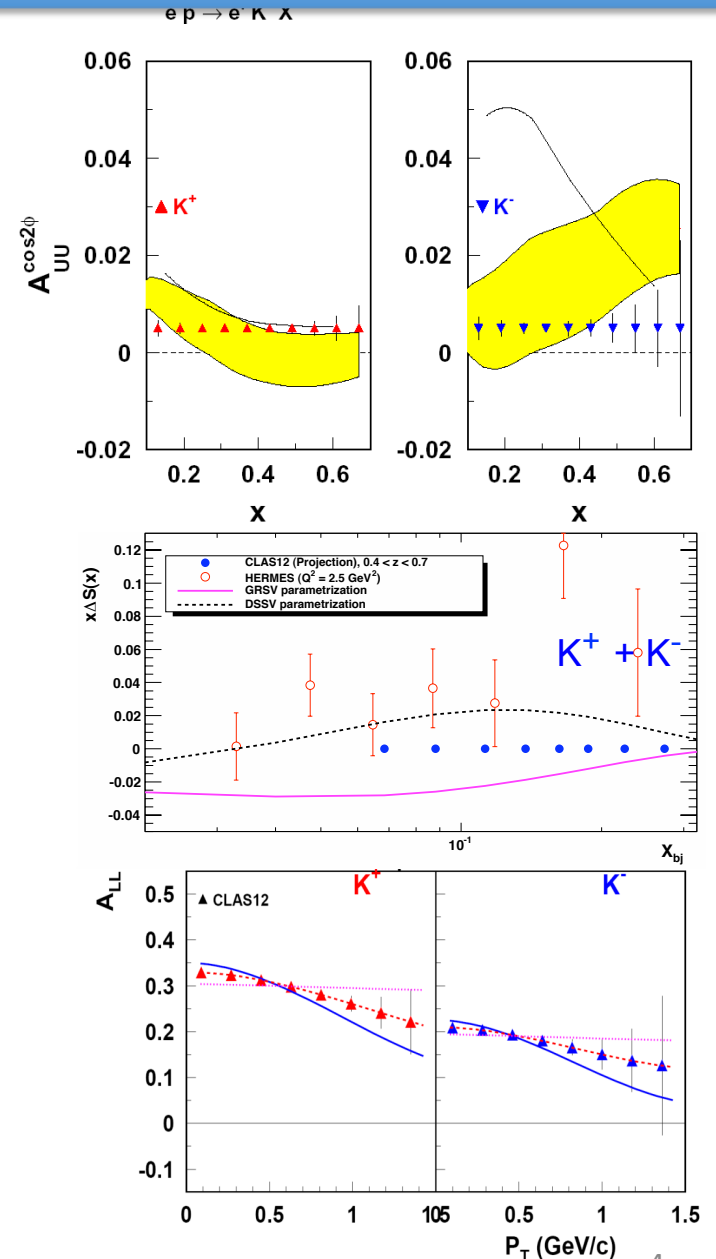 e p → e' K X
0.06 0.06
0.04 0.04
K⁺ K⁻
A_UU^cos2ϕ
0.02 0.02
0 0
-0.02 -0.02
0.2 0.4 0.6 0.2 0.4 0.6
x x
CLAS12 (Projection), 0.4 < z < 0.7
HERMES (Q² = 2.5 GeV²)
GRSV parametrization
DSSV parametrization
xΔS(x)
0.12
0.1
0.08
0.06
0.04
0.02
0
-0.02
-0.04
K⁺ + K⁻
10⁻¹
X_bj
A_LL
K⁺ K⁻
CLAS12
0.5
0.4
0.3
0.2
0.1
0
-0.1
0 0.5 1 0.5 1 1.5
P_T (GeV/c)